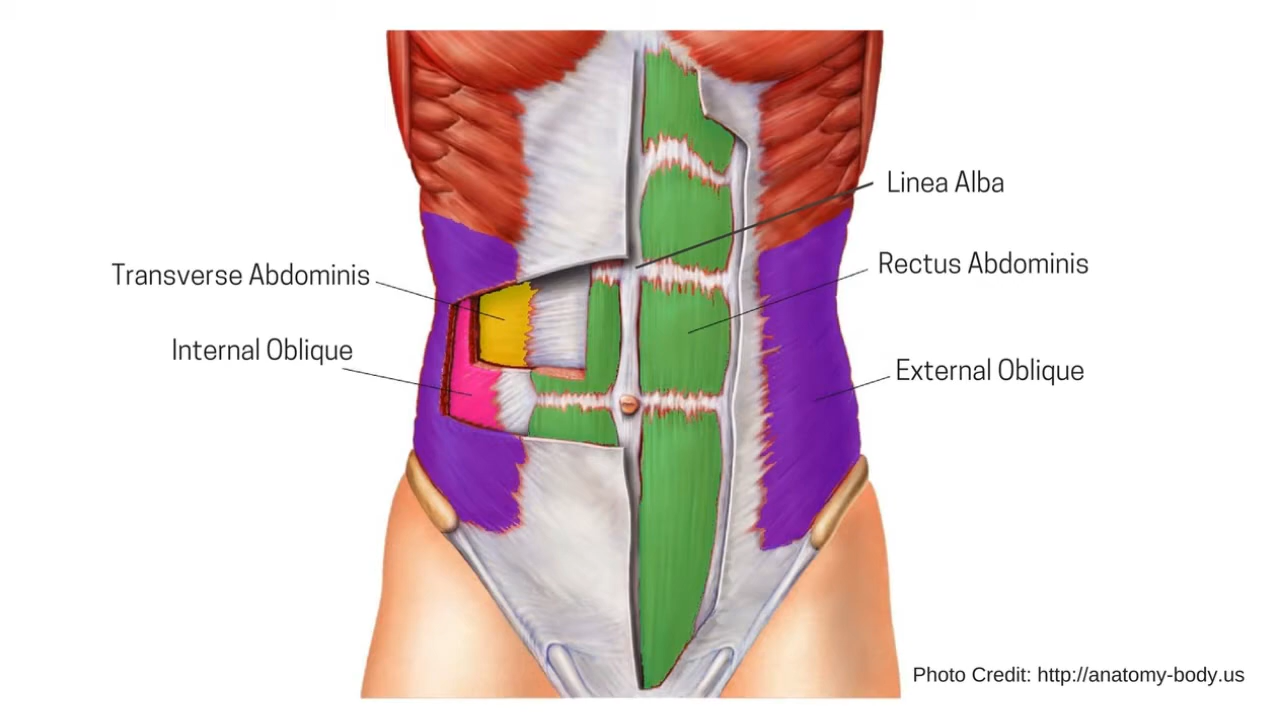 Linea Alba
Transverse Abdominis
Rectus Abdominis
Internal Oblique
External Oblique
Photo Credit: http://anatomy-body.us